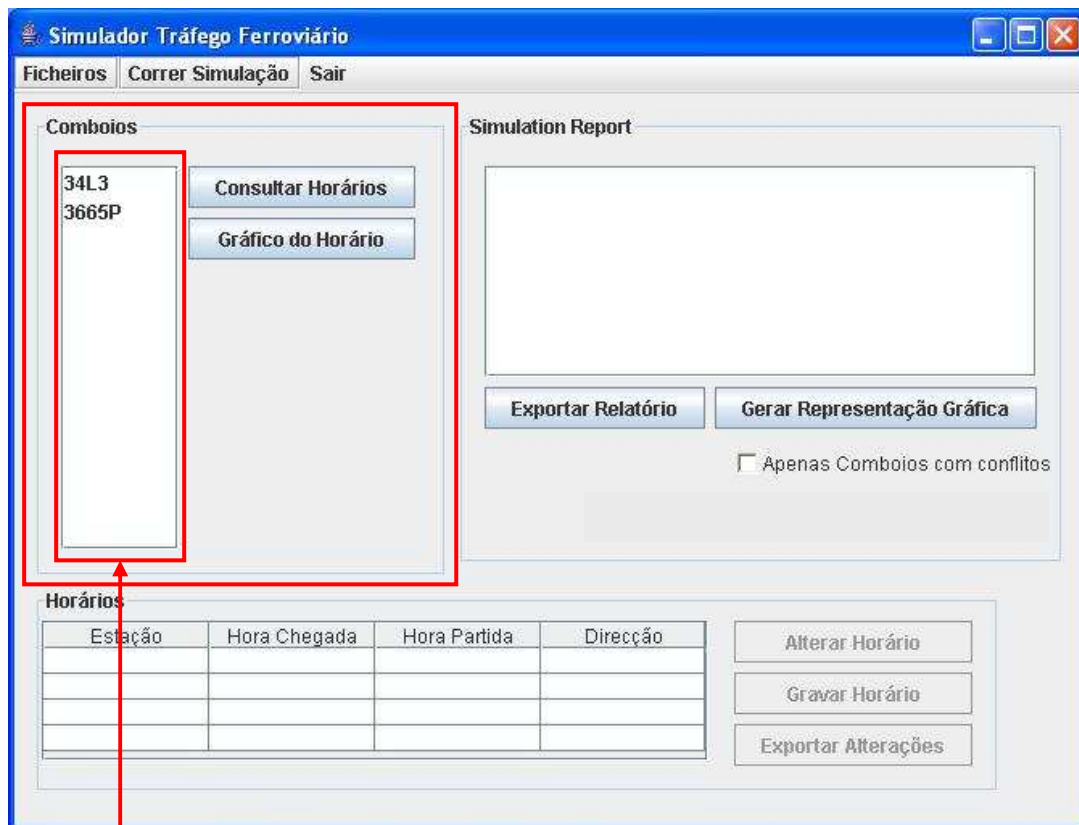 Simulador Tráfego Ferroviário
Ficheiros Correr Simulação Sair
Comboios
34L3
3665P
Consultar Horários
Gráfico do Horário
Simulation Report
Exportar Relatório Gerar Representação Gráfica
Apenas Comboios com conflitos
Horários
Estação Hora Chegada Hora Partida Direcção
Alterar Horário
Gravar Horário
Exportar Alterações